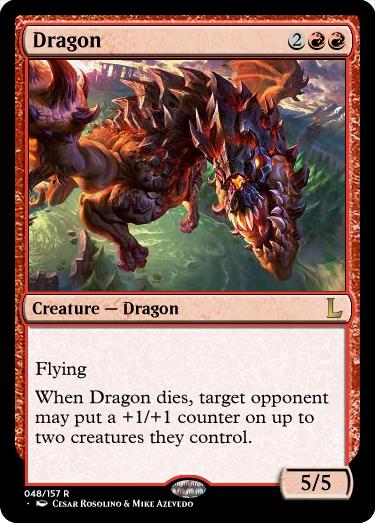 Dragon 2
Creature — Dragon L
Flying
When Dragon dies, target opponent
may put a +1/+1 counter on up to
two creatures they control.
5/5
048/157 R
· Cesar Rosolino & Mike Azevedo